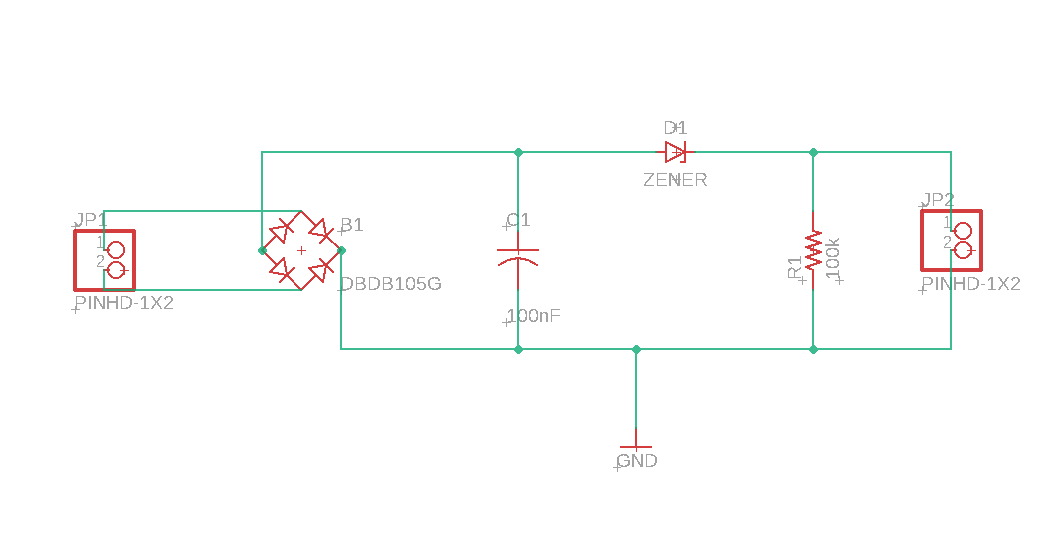 D1
ZENER
JP1
1
2
PINHD-1X2
B1
DBDB105G
C1
100nF
R1
100k
JP2
1
2
PINHD-1X2
GND